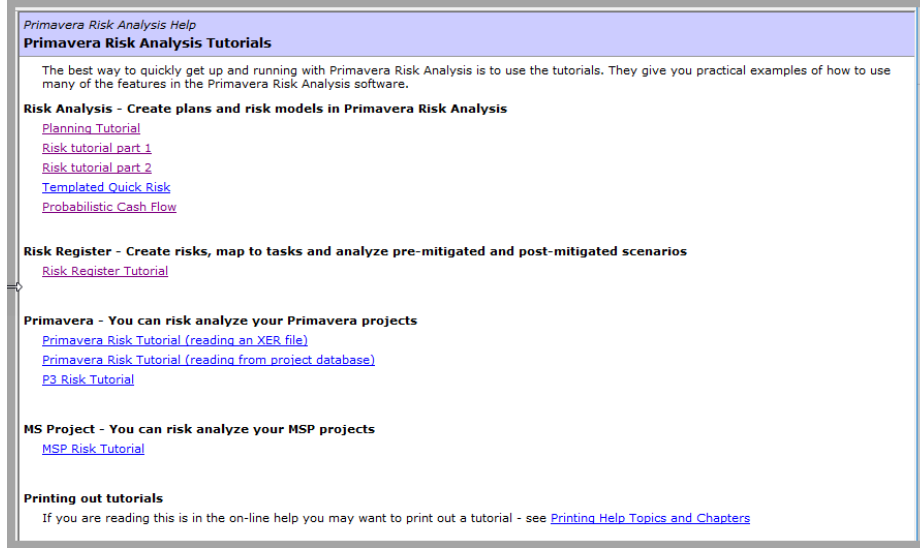 Primavera Risk Analysis Help
Primavera Risk Analysis Tutorials
The best way to quickly get up and running with Primavera Risk Analysis is to use the tutorials. They give you practical examples of how to use
many of the features in the Primavera Risk Analysis software.
Risk Analysis - Create plans and risk models in Primavera Risk Analysis
Planning Tutorial
Risk tutorial part 1
Risk tutorial part 2
Templated Quick Risk
Probabilistic Cash Flow
Risk Register - Create risks, map to tasks and analyze pre-mitigated and post-mitigated scenarios
Risk Register Tutorial
Primavera - You can risk analyze your Primavera projects
Primavera Risk Tutorial (reading an XER file)
Primavera Risk Tutorial (reading from project database)
P3 Risk Tutorial
MS Project - You can risk analyze your MSP projects
MSP Risk Tutorial
Printing out tutorials
If you are reading this is in the on-line help you may want to print out a tutorial - see Printing Help Topics and Chapters